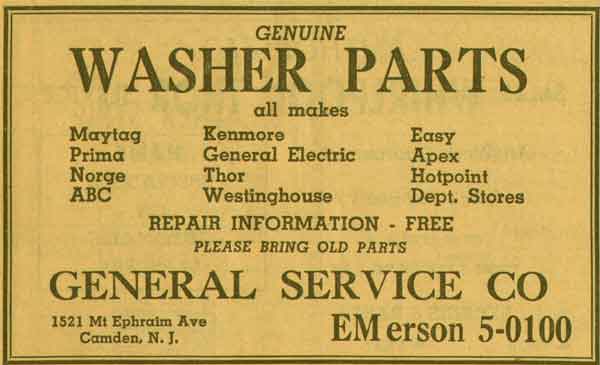 GENUINE
WASHER PARTS
all makes
Maytag Kenmore Easy
Prima General Electric Apex
Norge Thor Hotpoint
ABC Westinghouse Dept. Stores
REPAIR INFORMATION - FREE
PLEASE BRING OLD PARTS
GENERAL SERVICE CO
1521 Mt Ephraim Ave
Camden, N. J.
EMerson 5-0100